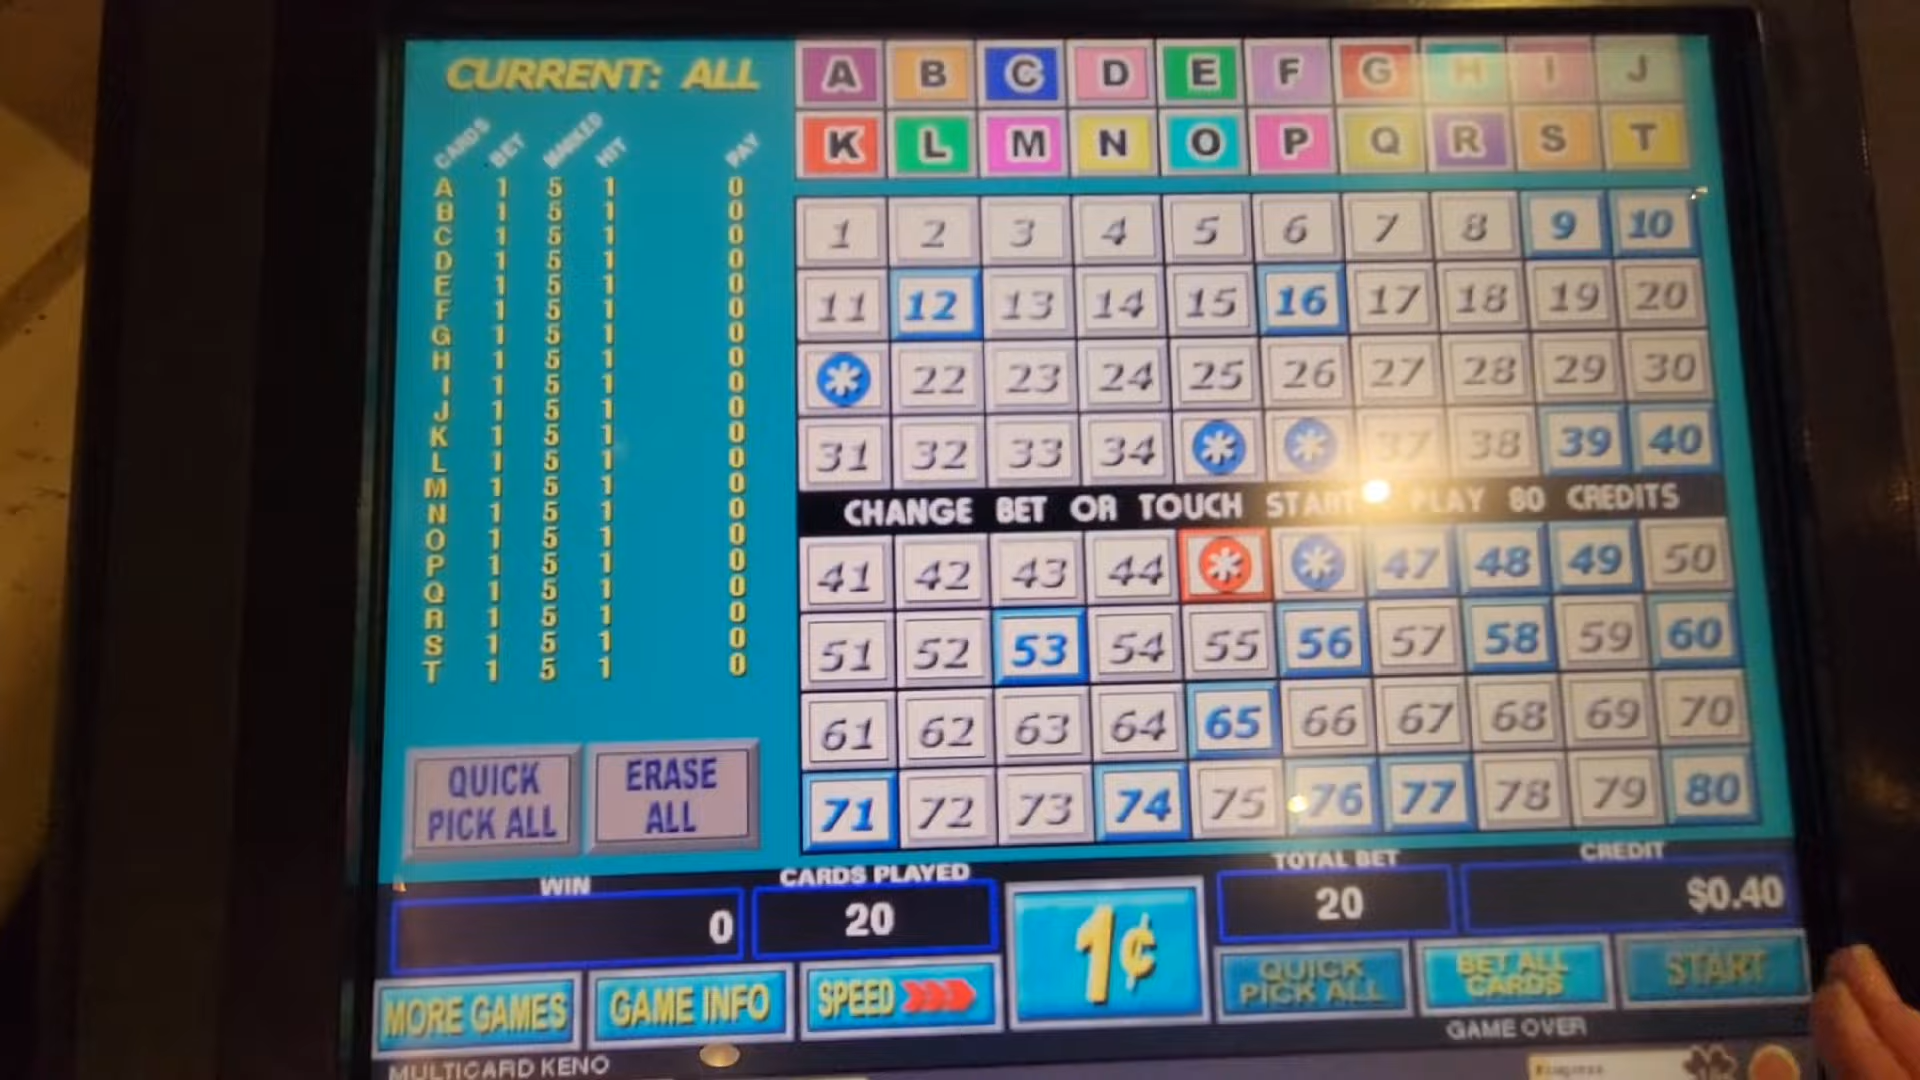 CURRENT: ALL
CARDS BET MARKED HIT PAY
A 1 5 1 0
B 1 5 1 0
C 1 5 1 0
D 1 5 1 0
E 1 5 1 0
F 1 5 1 0
G 1 5 1 0
H 1 5 1 0
I 1 5 1 0
J 1 5 1 0
K 1 5 1 0
L 1 5 1 0
M 1 5 1 0
N 1 5 1 0
O 1 5 1 0
P 1 5 1 0
Q 1 5 1 0
R 1 5 1 0
S 1 5 1 0
T 1 5 1 0
QUICK
PICK ALL
ERASE
ALL
A B C D E F G H I J
K L M N O P Q R S T
1 2 3 4 5 6 7 8 9 10
11 12 13 14 15 16 17 18 19 20
22 23 24 25 26 27 28 29 30
31 32 33 34 37 38 39 40
CHANGE BET OR TOUCH START PLAY 80 CREDITS
41 42 43 44 47 48 49 50
51 52 53 54 55 56 57 58 59 60
61 62 63 64 65 66 67 68 69 70
71 72 73 74 75 76 77 78 79 80
WIN
0
CARDS PLAYED
20
1¢
TOTAL BET
20
CREDIT
$0.40
MORE GAMES
GAME INFO
SPEED
QUICK
PICK ALL
BET ALL
CARDS
START
GAME OVER
MULTICARD KENO